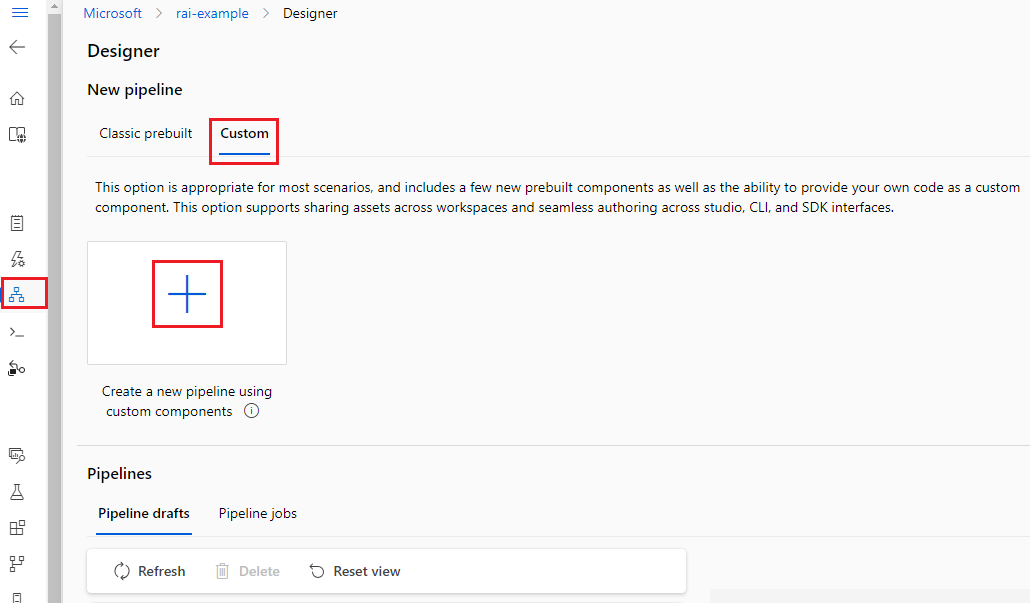 Microsoft > rai-example > Designer
Designer
New pipeline
Classic prebuilt Custom
This option is appropriate for most scenarios, and includes a few new prebuilt components as well as the ability to provide your own code as a custom
component. This option supports sharing assets across workspaces and seamless authoring across studio, CLI, and SDK interfaces.
Create a new pipeline using
custom components
Pipelines
Pipeline drafts Pipeline jobs
Refresh Delete Reset view